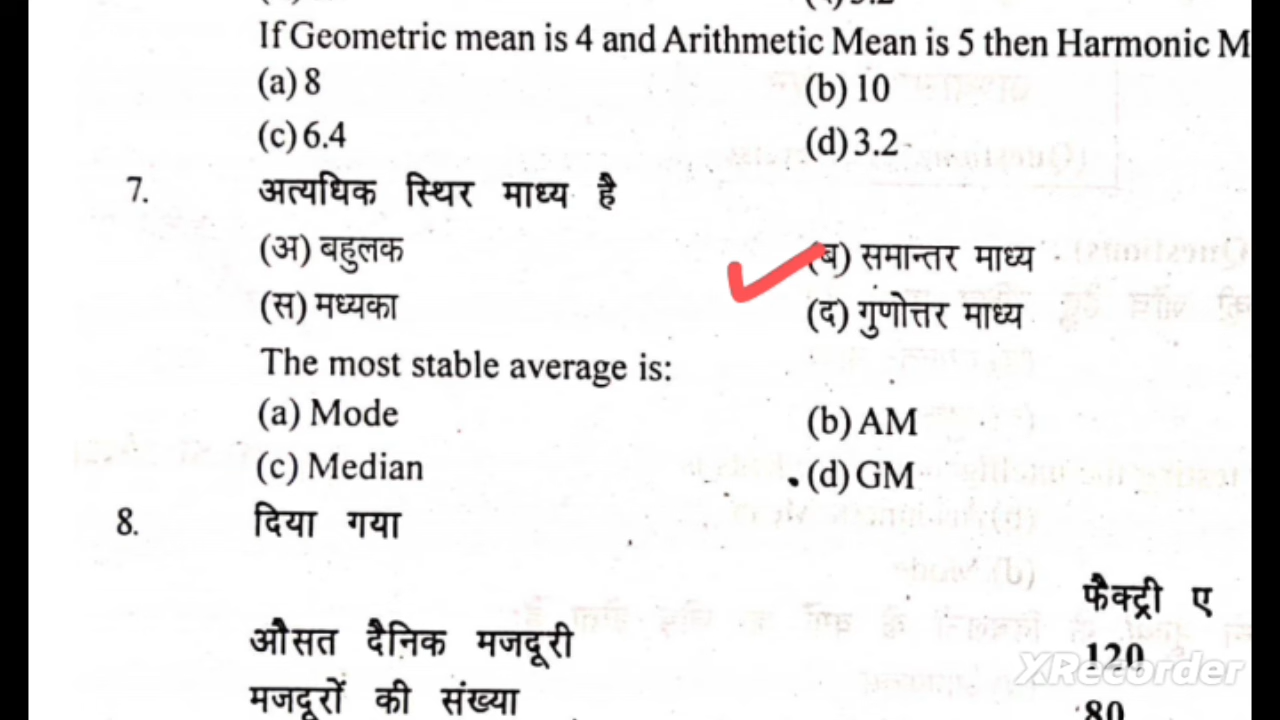 If Geometric mean is 4 and Arithmetic Mean is 5 then Harmonic M
(a) 8 (b) 10
(c) 6.4 (d) 3.2
7. अत्यधिक स्थिर माध्य है
(अ) बहुलक (ब) समान्तर माध्य
(स) मध्यका (द) गुणोत्तर माध्य
The most stable average is:
(a) Mode (b) AM
(c) Median (d) GM
8. दिया गया
फैक्ट्री ए
औसत दैनिक मजदूरी 120
मजदूरों की संख्या 80
XRecorder